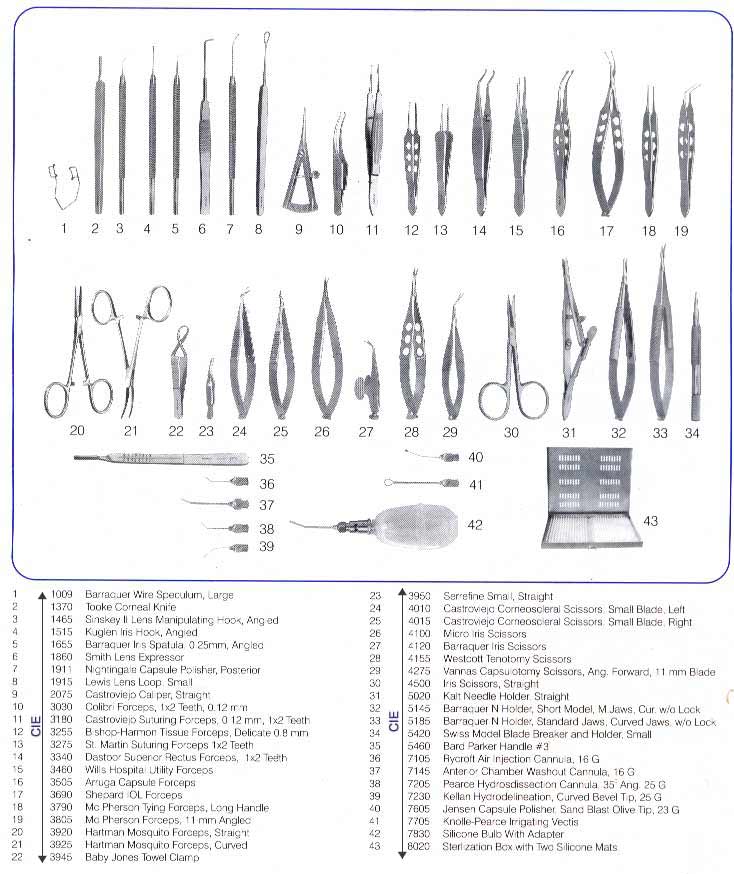 1 2 3 4 5 6 7 8 9 10 11 12 13 14 15 16 17 18 19
20 21 22 23 24 25 26 27 28 29 30 31 32 33 34
35 40
36
37 41
38 42 43
39
1 1009 Barraquer Wire Speculum, Large
2 1370 Tooke Corneal Knife
3 1465 Sinskey II Lens Manipulating Hook, Angled
4 1515 Kuglen Iris Hook, Angled
5 1655 Barraquer Iris Spatula, 0.25mm, Angled
6 1860 Smith Lens Expressor
7 1911 Nightingale Capsule Polisher, Posterior
8 1915 Lewis Lens Loop, Small
9 2075 Castroviejo Caliper, Straight
10 3030 Colibri Forceps, 1x2 Teeth, 0.12 mm
11 3180 Castroviejo Suturing Forceps, 0.12 mm, 1x2 Teeth
12 3255 Bishop-Harmon Tissue Forceps, Delicate 0.8 mm
13 3275 St. Martin Suturing Forceps 1x2 Teeth
14 3340 Dastoor Superior Rectus Forceps, 1x2 Teeth
15 3460 Wills Hospital Utility Forceps
16 3505 Arruga Capsule Forceps
17 3690 Shepard IOL Forceps
18 3790 Mc Pherson Tying Forceps, Long Handle
19 3805 Mc Pherson Forceps, 11 mm Angled
20 3920 Hartman Mosquito Forceps, Straight
21 3925 Hartman Mosquito Forceps, Curved
22 3945 Baby Jones Towel Clamp
CIE
23 3950 Serrefine Small, Straight
24 4010 Castroviejo Corneoscleral Scissors, Small Blade, Left
25 4015 Castroviejo Corneoscleral Scissors, Small Blade, Right
26 4100 Micro Iris Scissors
27 4120 Barraquer Iris Scissors
28 4155 Westcott Tenotomy Scissors
29 4275 Vannas Capsulotomy Scissors, Ang. Forward, 11 mm Blade
30 4500 Iris Scissors, Straight
31 5020 Kalt Needle Holder, Straight
32 5145 Barraquer N Holder, Short Model, M Jaws, Cur. w/o Lock
33 5185 Barraquer N Holder, Standard Jaws, Curved Jaws, w/o Lock
34 5420 Swiss Model Blade Breaker and Holder, Small
35 5460 Bard Parker Handle #3
36 7105 Rycroft Air Injection Cannula, 16 G
37 7145 Anterior Chamber Washout Cannula, 16 G
38 7205 Pearce Hydrosdissection Cannula. 35° Ang. 25 G
39 7230 Kellan Hydrodelineation, Curved Bevel Tip, 25 G
40 7605 Jensen Capsule Polisher, Sand Blast Olive Tip, 23 G
41 7705 Knolle-Pearce Irrigating Vectis
42 7830 Silicone Bulb With Adapter
43 8020 Sterlization Box with Two Silicone Mats
CIE